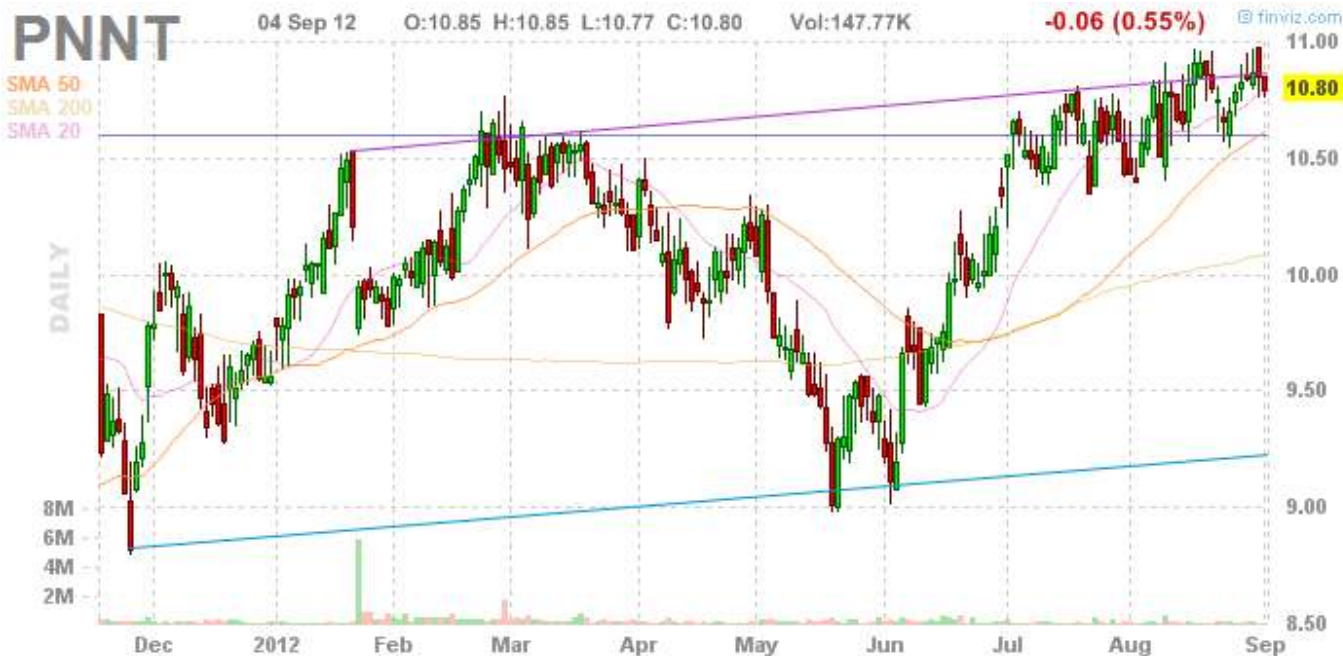 PNNT
04 Sep 12 O:10.85 H:10.85 L:10.77 C:10.80 Vol:147.77K -0.06 (0.55%) finviz.com
SMA 50
SMA 200
SMA 20
11.00
10.80
10.50
10.00
9.50
9.00
8.50
DAILY
8M
6M
4M
2M
Dec 2012 Feb Mar Apr May Jun Jul Aug Sep